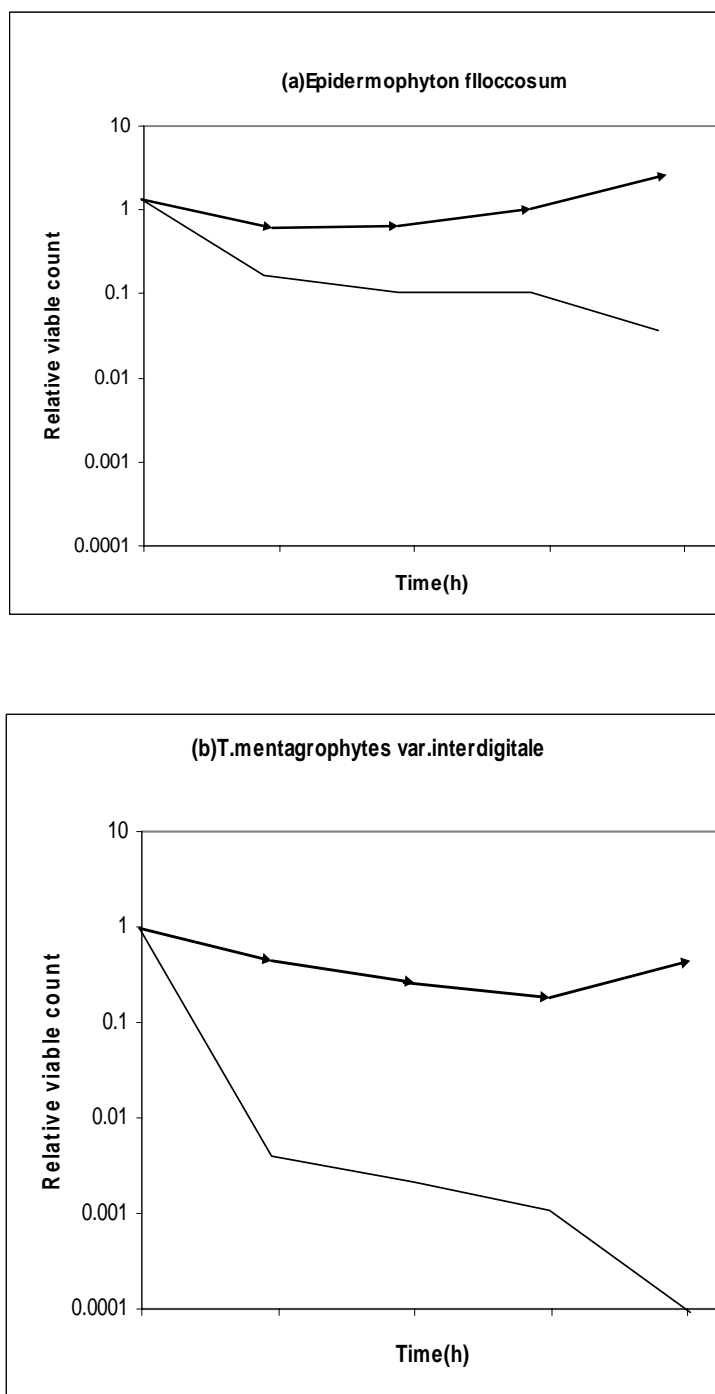 (a)Epidermophyton flloccosum
10
1
0.1
0.01
0.001
0.0001
Relative viable count
Time(h)
(b)T.mentagrophytes var.interdigitale
10
1
0.1
0.01
0.001
0.0001
Relative viable count
Time(h)